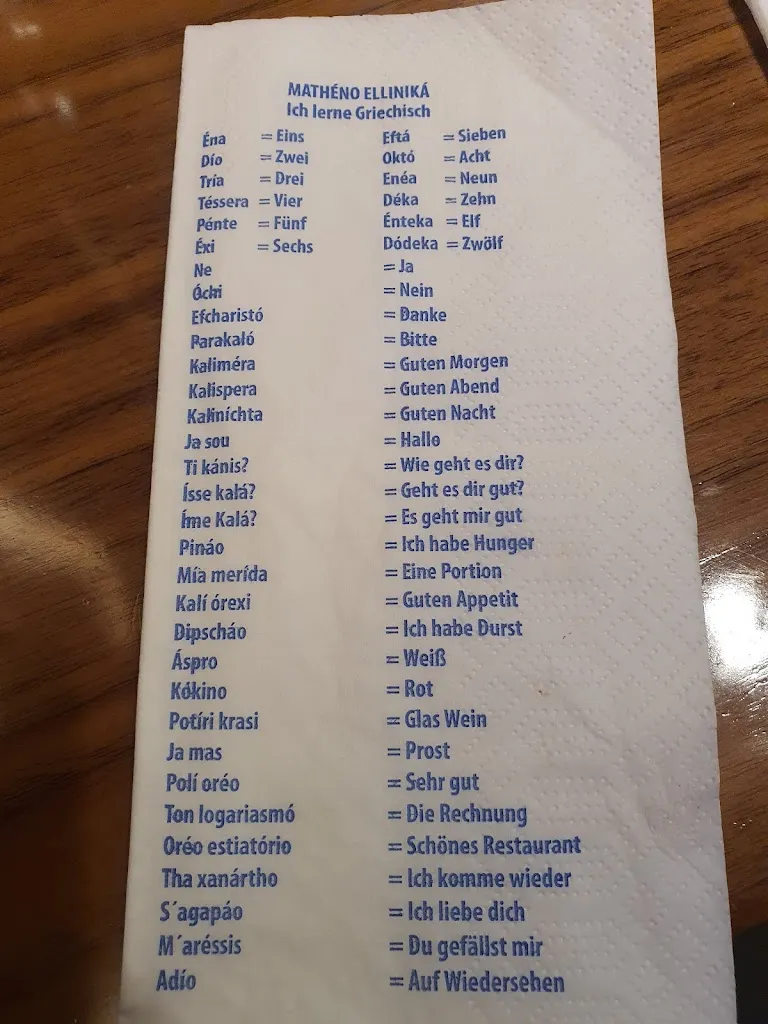 MATHÉNO ELLINIKÁ
Ich lerne Griechisch
Éna = Eins Eftá = Sieben
Dío = Zwei Október = Acht
Tría = Drei Enéa = Neun
Téssera = Vier Déka = Zehn
Pénte = Fünf Énteka = Elf
Éxi = Sechs Dódeka = Zwölf
Ne = Ja
Óchi = Nein
Efcharistó = Danke
Parakaló = Bitte
Kaliméra = Guten Morgen
Kalispera = Guten Abend
Kaliníchta = Guten Nacht
Ja sou = Hallo
Ti kánis? = Wie geht es dir?
Ísse kalá? = Geht es dir gut?
Íme Kalá? = Es geht mir gut
Pináo = Ich habe Hunger
Mía merída = Eine Portion
Kalí órexi = Guten Appetit
Dipscháo = Ich habe Durst
Áspro = Weiß
Kókino = Rot
Potíri krasi = Glas Wein
Ja mas = Prost
Polí oréo = Sehr gut
Ton logariasmó = Die Rechnung
Oréo estiatório = Schönes Restaurant
Tha xanártho = Ich komme wieder
S´agapáo = Ich liebe dich
M´aréssis = Du gefällst mir
Adío = Auf Wiedersehen